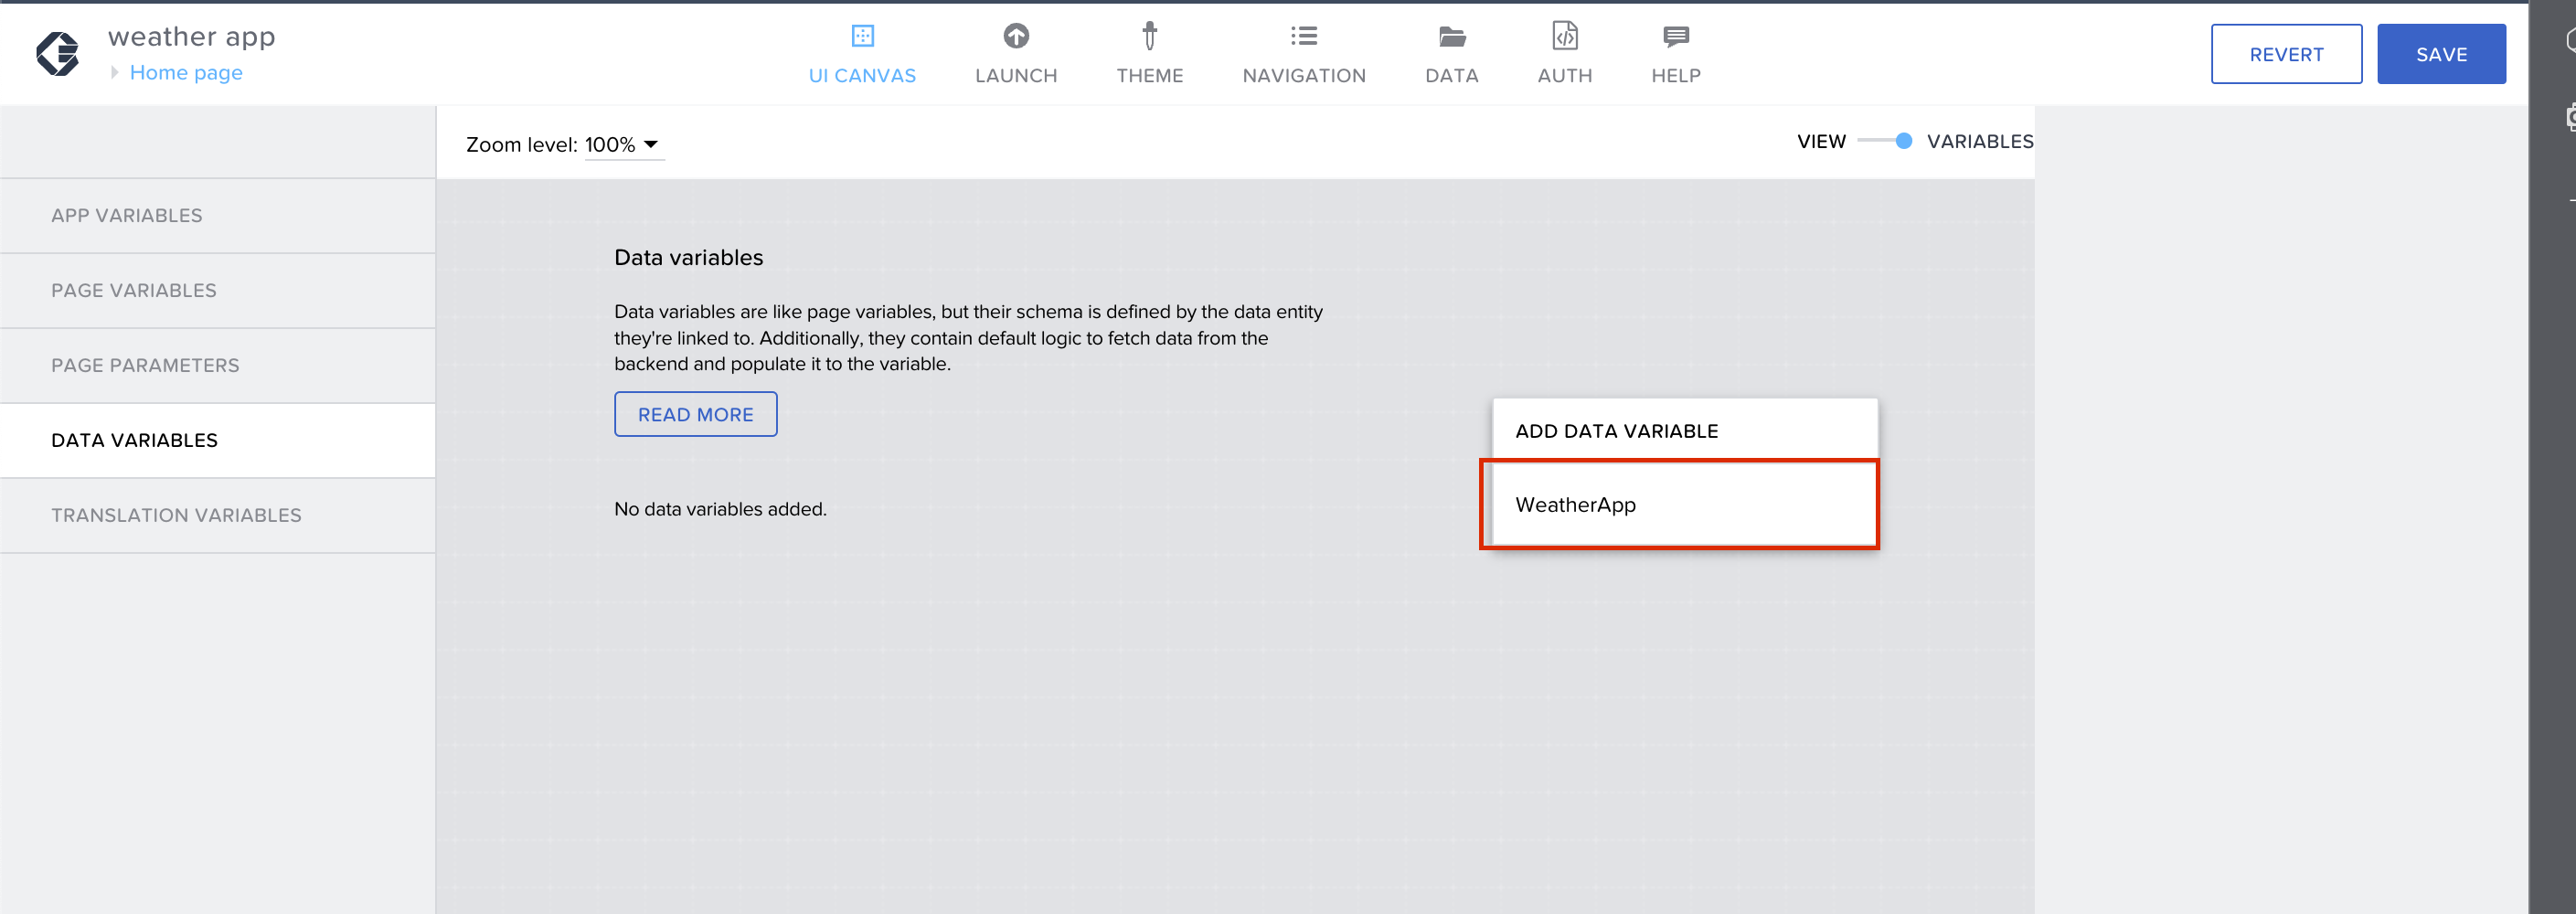 weather app
Home page
UI CANVAS
LAUNCH
THEME
NAVIGATION
DATA
AUTH
HELP
REVERT
SAVE
Zoom level: 100%
VIEW
VARIABLES
APP VARIABLES
PAGE VARIABLES
PAGE PARAMETERS
DATA VARIABLES
TRANSLATION VARIABLES
Data variables
Data variables are like page variables, but their schema is defined by the data entity
they're linked to. Additionally, they contain default logic to fetch data from the
backend and populate it to the variable.
READ MORE
No data variables added.
ADD DATA VARIABLE
WeatherApp